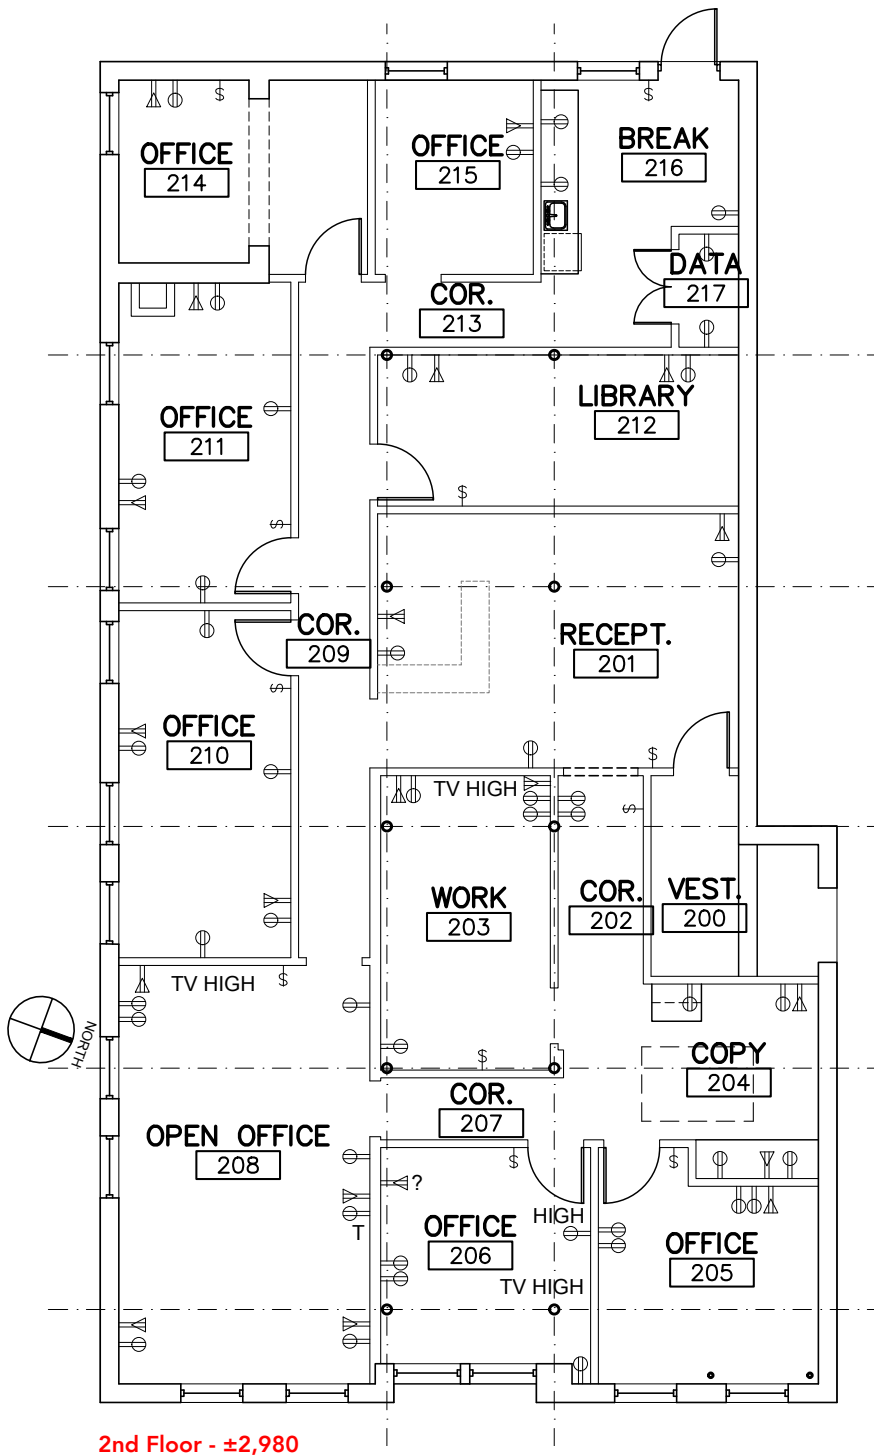 $
$
OFFICE
214
OFFICE
215
BREAK
216
DATA
217
COR.
213
OFFICE
211
LIBRARY
212
$
$
COR.
209
RECEPT.
201
$
OFFICE
210
$
TV HIGH
$
WORK
203
COR.
202
VEST.
200
TV HIGH
$
NORTH
$
COPY
204
COR.
207
OPEN OFFICE
208
$
$
?
T
HIGH
OFFICE
206
OFFICE
205
TV HIGH
2nd Floor - ±2,980